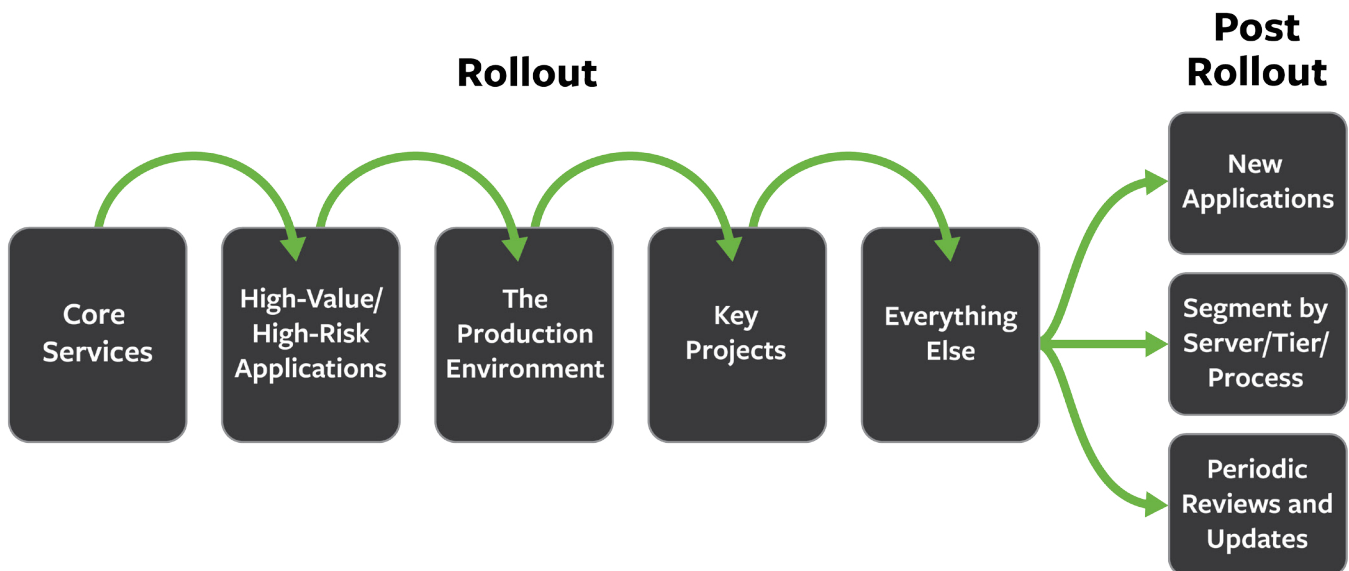 Rollout
Post
Rollout
Core
Services
High-Value/
High-Risk
Applications
The
Production
Environment
Key
Projects
Everything
Else
New
Applications
Segment by
Server/Tier/
Process
Periodic
Reviews and
Updates